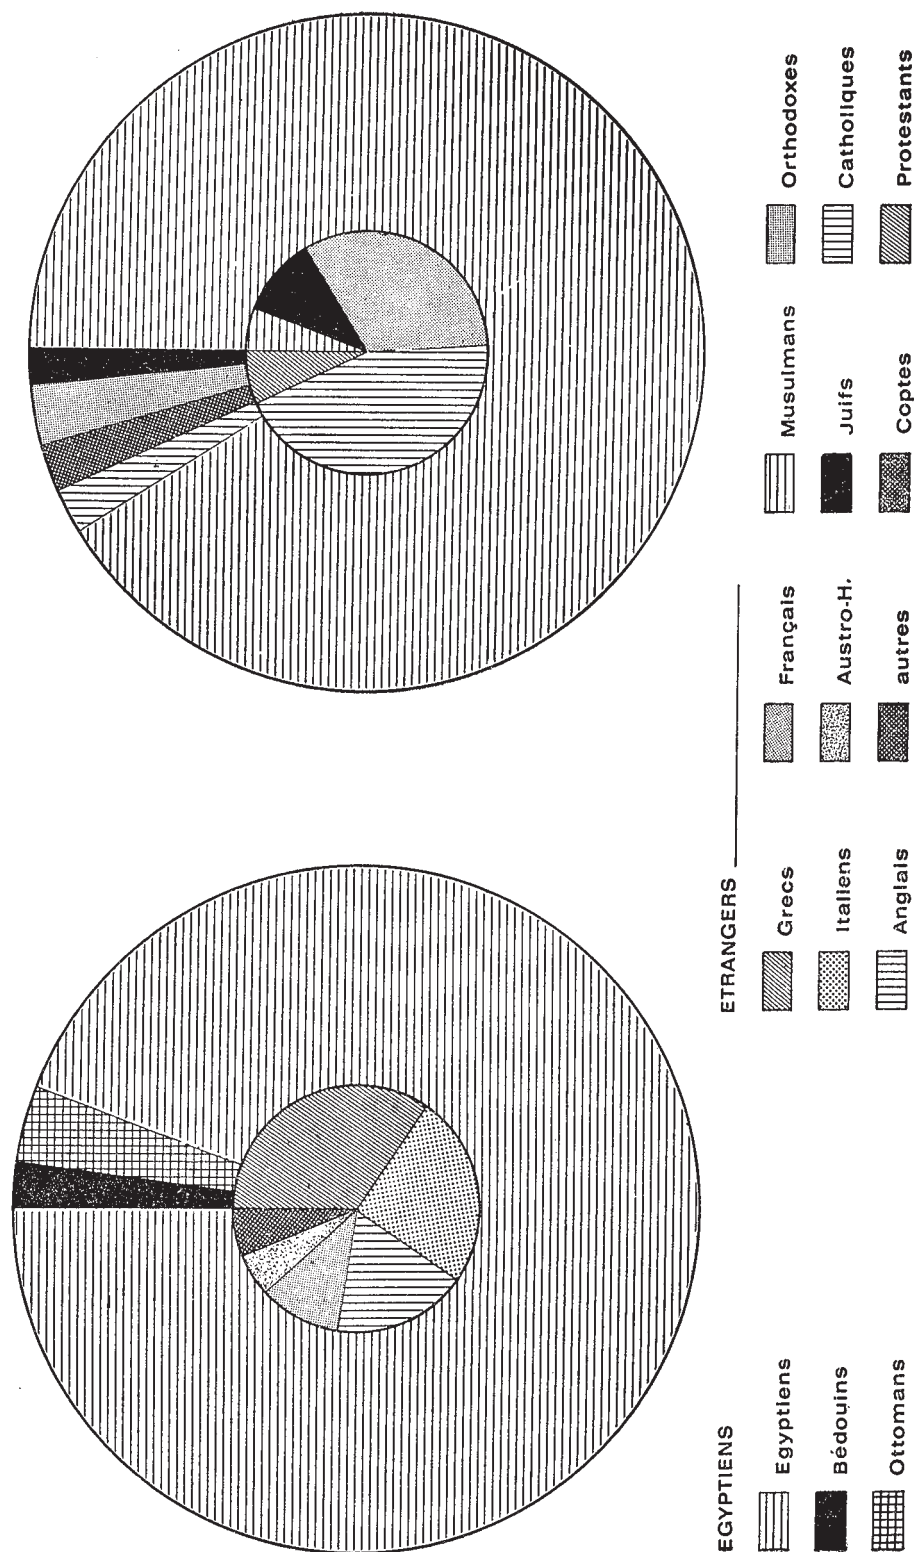 EGYPTIENS ETRANGERS
Egyptiens Grecs Français Musulmans Orthodoxes
Bédouins Italiens Austro-H. Juifs Catholiques
Ottomans Anglais autres Coptes Protestants